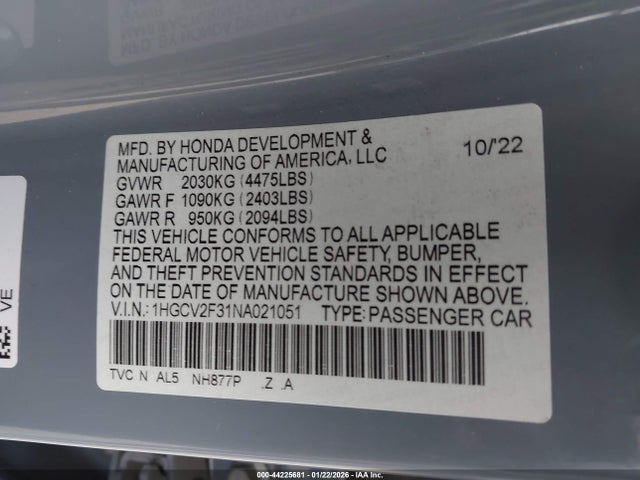 MFD. BY HONDA DEVELOPMENT &
MANUFACTURING OF AMERICA, LLC 10/'22
GVWR 2030KG (4475LBS)
GAWR F 1090KG (2403LBS)
GAWR R 950KG (2094LBS)
THIS VEHICLE CONFORMS TO ALL APPLICABLE
FEDERAL MOTOR VEHICLE SAFETY, BUMPER,
AND THEFT PREVENTION STANDARDS IN EFFECT
ON THE DATE OF MANUFACTURE SHOWN ABOVE.
V.I.N.: 1HGCV2F31NA021051 TYPE: PASSENGER CAR
TVC N AL5 NH877P .Z .A
VE
000-44225681 - 01/22/2026 - IAA Inc.